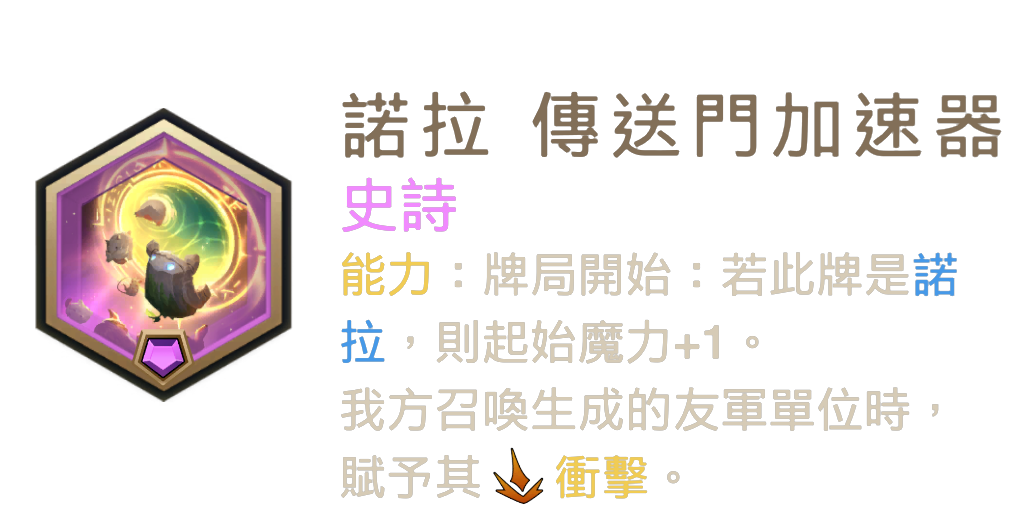 諾拉 傳送門加速器
史詩
能力：牌局開始：若此牌是諾
拉，則起始魔力+1。
我方召喚生成的友軍單位時，
賦予其衝擊。